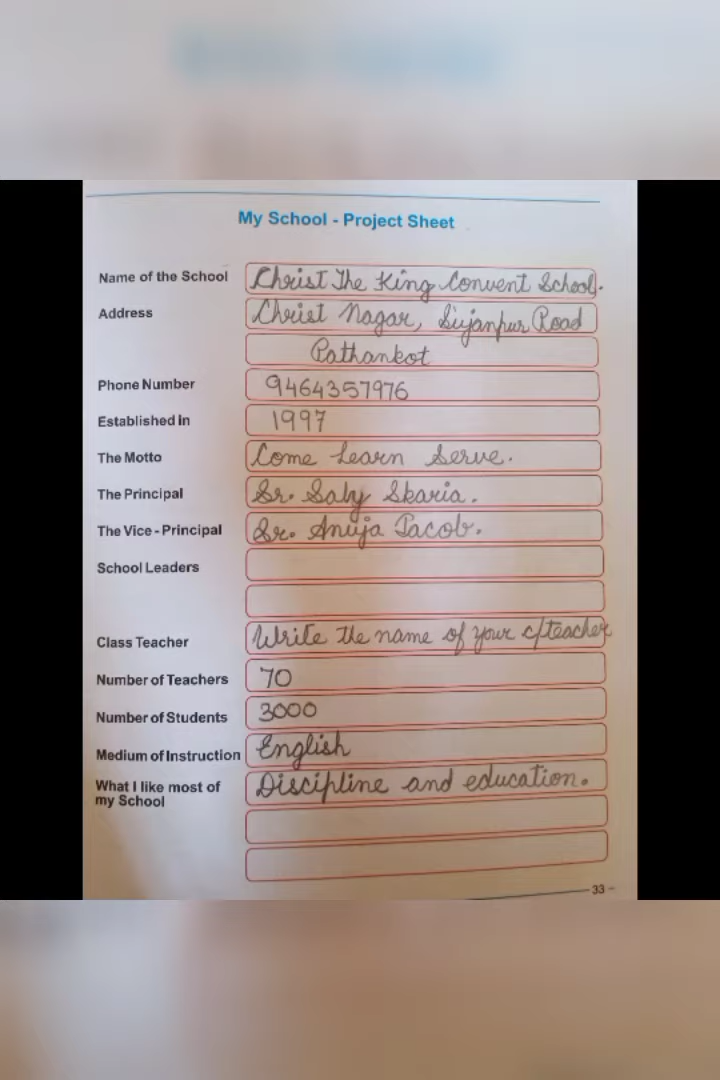 My School - Project Sheet
Name of the School Christ The King Convent School.
Address Christ Nagar, Sujanpur Road
Pathankot
Phone Number 9464357976
Established in 1997
The Motto Come Learn Serve.
The Principal Sr. Saly Skaria.
The Vice - Principal Sr. Anuja Jacob.
School Leaders
Class Teacher Write the name of your c/teacher
Number of Teachers 70
Number of Students 3000
Medium of Instruction English
What I like most of Discipline and education.
my School
33